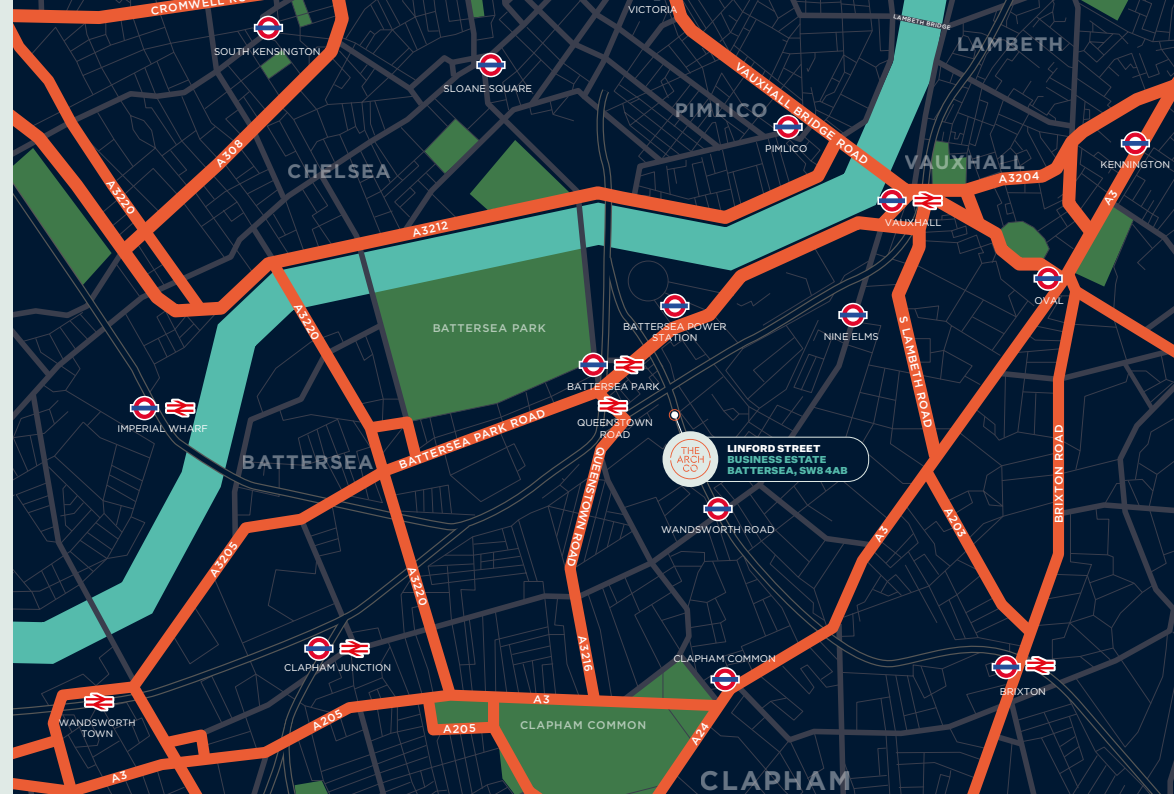 CROMWELL RO
VICTORIA
LAMBETH BRIDGE
SOUTH KENSINGTON
SLOANE SQUARE
LAMBETH
VAUXHALL BRIDGE ROAD
PIMLICO
PIMLICO
A308
KENNINGTON
CHELSEA
VAUXHALL
A3204
A3220
A3
A3212
VAUXHALL
OVAL
A3220
BATTERSEA PARK
BATTERSEA POWER
STATION
NINE ELMS
S LAMBETH ROAD
BATTERSEA PARK
IMPERIAL WHARF
BATTERSEA PARK ROAD
QUEENSTOWN
ROAD
BATTERSEA
THE
ARCH
CO
LINFORD STREET
BUSINESS ESTATE
BATTERSEA, SW8 4AB
BRIXTON ROAD
QUEENSTOWN ROAD
WANDSWORTH ROAD
A3
A203
A3205
A3220
A3216
CLAPHAM JUNCTION
CLAPHAM COMMON
BRIXTON
A3
WANDSWORTH
TOWN
A205
A205
CLAPHAM COMMON
A24
A3
CLAPHAM